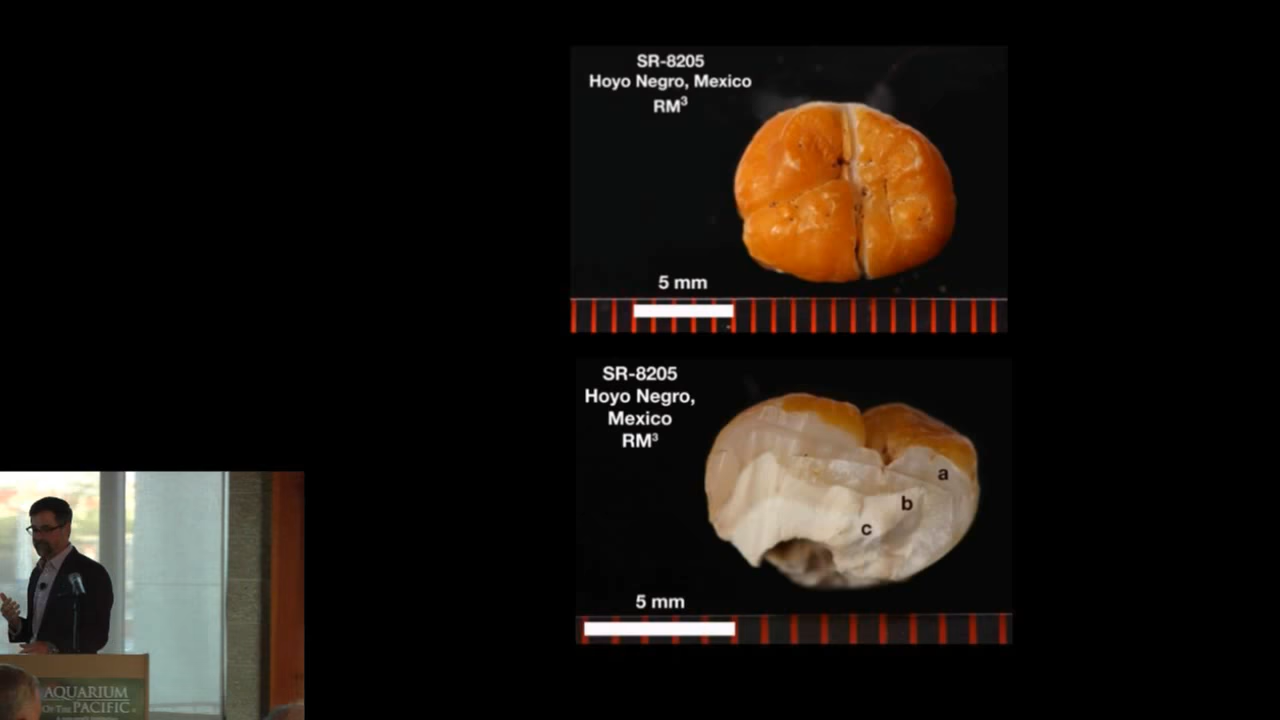 SR-8205
Hoyo Negro, Mexico
RM³
5 mm
SR-8205
Hoyo Negro,
Mexico
RM³
a
b
c
5 mm
AQUARIUM
OF THE PACIFIC